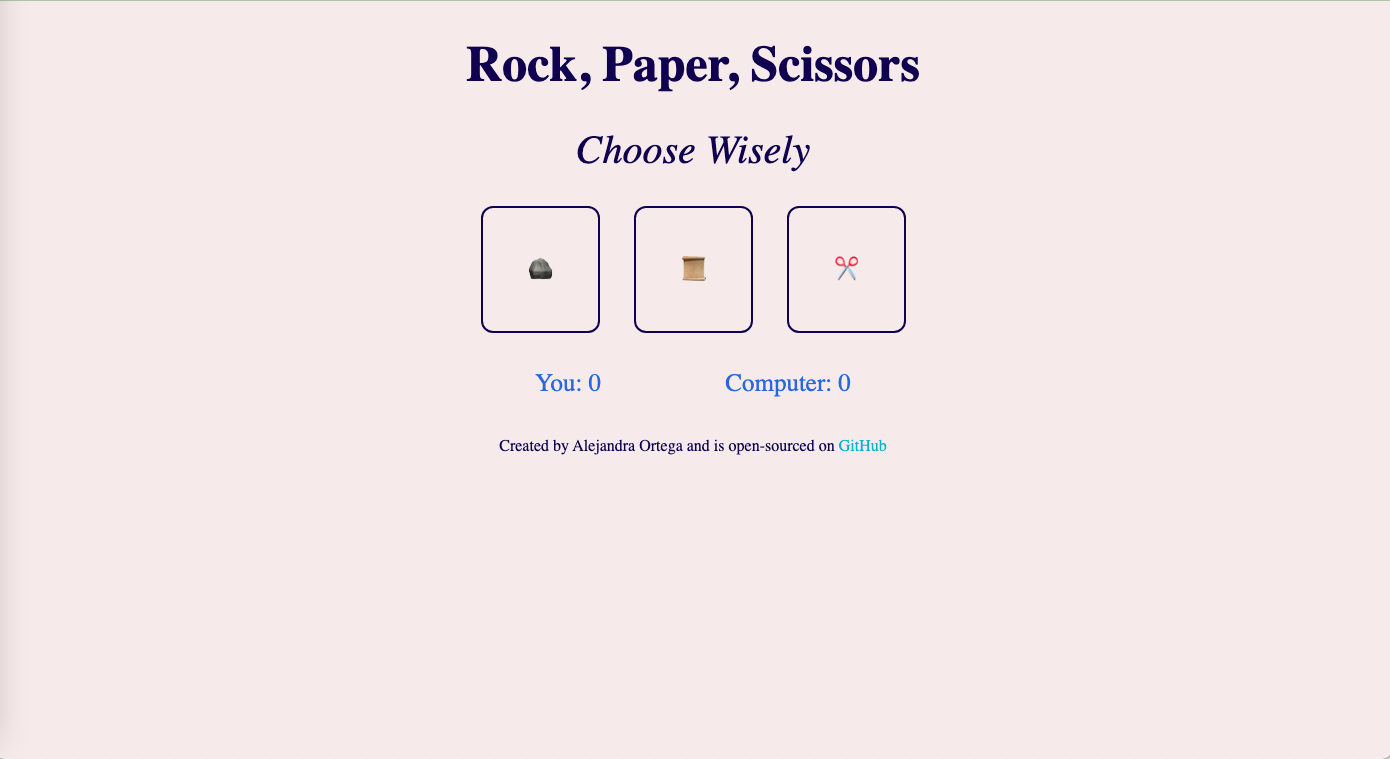 Rock, Paper, Scissors
Choose Wisely
You: 0 Computer: 0
Created by Alejandra Ortega and is open-sourced on GitHub